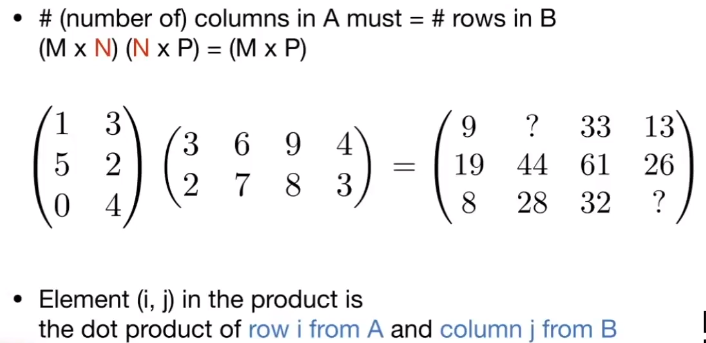 • # (number of) columns in A must = # rows in B
(M x N) (N x P) = (M x P)
1 3
5 2
0 4
3 6 9 4
2 7 8 3
=
9 ? 33 13
19 44 61 26
8 28 32 ?
• Element (i, j) in the product is
the dot product of row i from A and column j from B